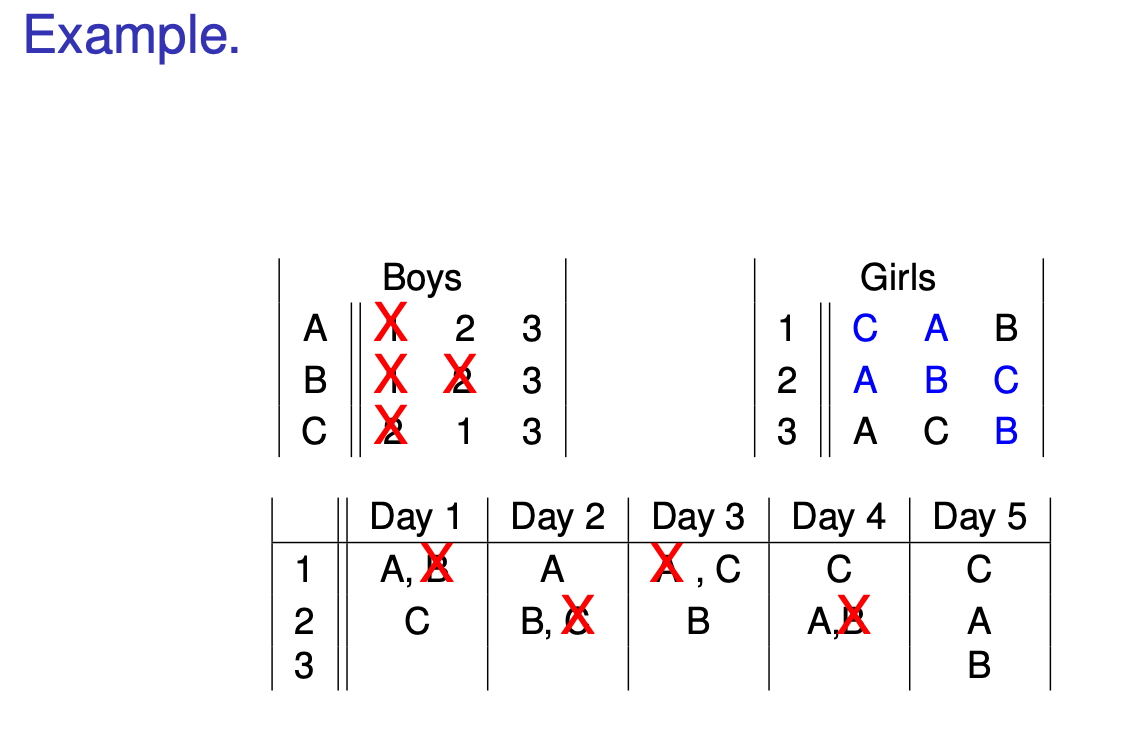 Example.
Boys Girls
A 1 2 3 1 C A B
B 1 2 3 2 A B C
C 2 1 3 3 A C B
Day 1 Day 2 Day 3 Day 4 Day 5
1 A, B A A , C C C
2 C B, C B A,B A
3 B